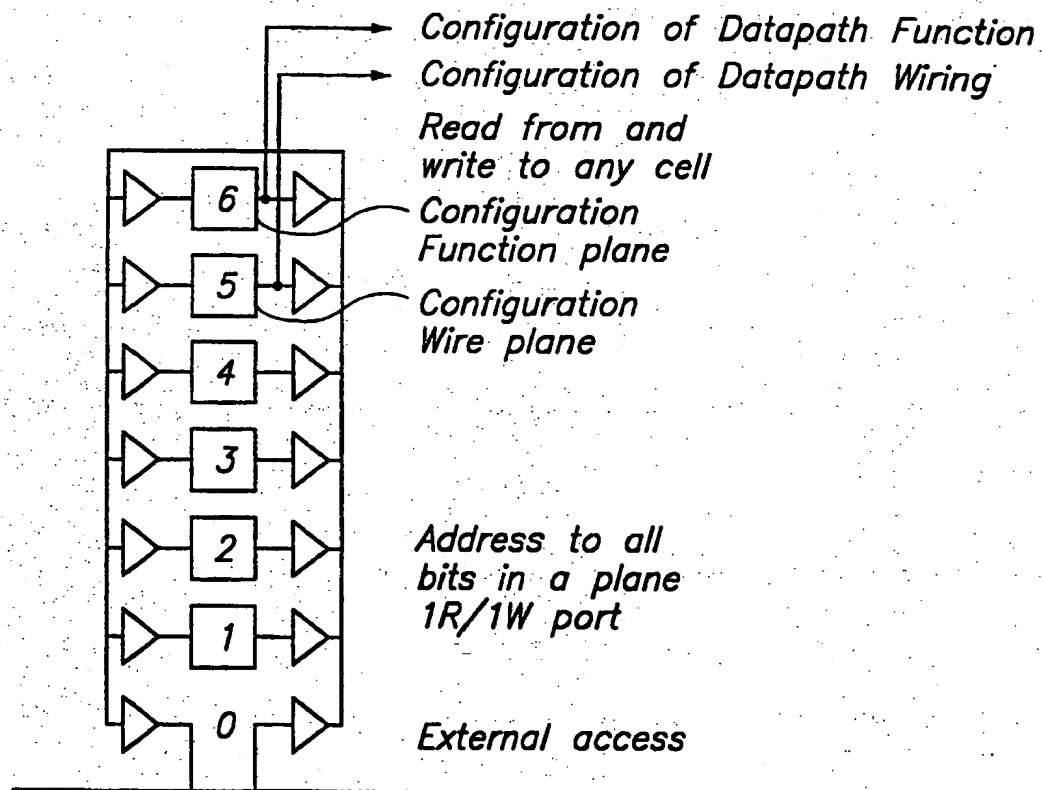 Configuration of Datapath Function
Configuration of Datapath Wiring
Read from and
write to any cell
6
Configuration
Function plane
5
Configuration
Wire plane
4
3
2
Address to all
bits in a plane
1R/1W port
1
0
External access